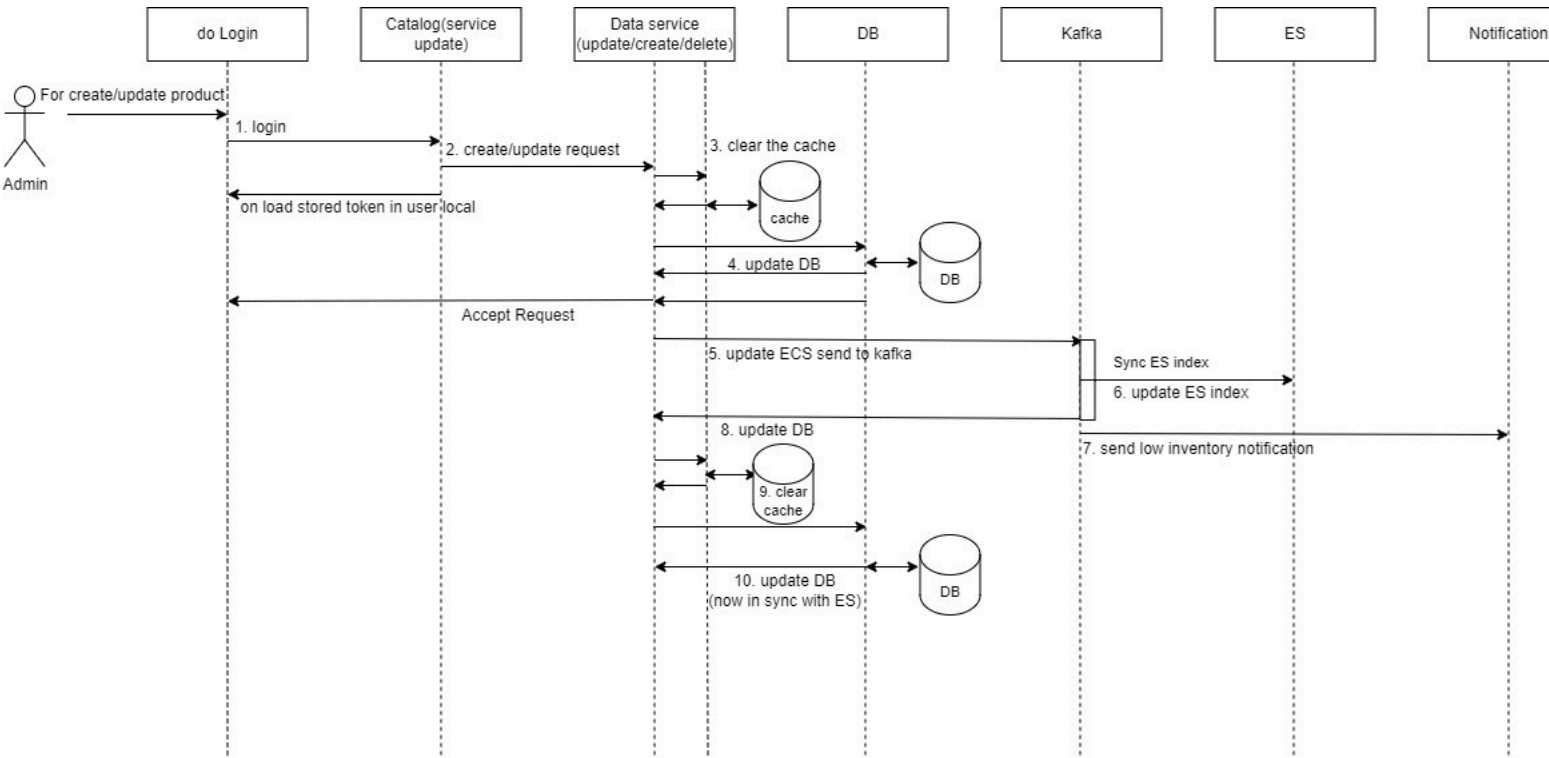 do Login
Catalog(service
update)
Data service
(update/create/delete)
DB
Kafka
ES
Notification
For create/update product
Admin
1. login
2. create/update request
3. clear the cache
on load stored token in user local
cache
4. update DB
DB
Accept Request
5. update ECS send to kafka
Sync ES index
6. update ES index
8. update DB
7. send low inventory notification
9. clear
cache
10. update DB
(now in sync with ES)
DB